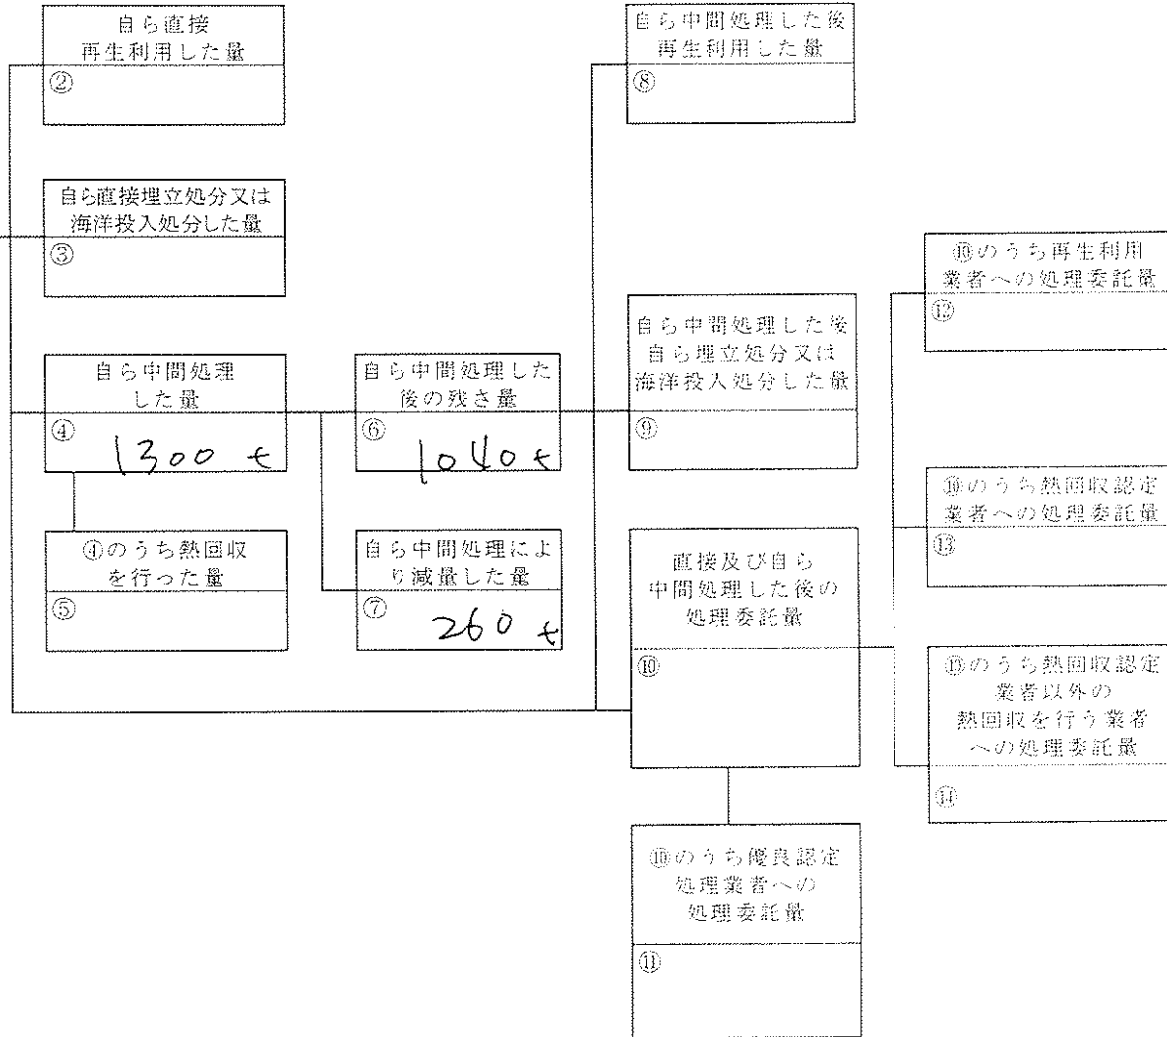 自ら直接
再生利用した量
②
自ら中間処理した後
再生利用した量
⑧
自ら直接埋立処分又は
海洋投入処分した量
③
⑩のうち再生利用
業者への処理委託量
⑫
自ら中間処理した後
自ら埋立処分又は
海洋投入処分した量
⑨
自ら中間処理
した量
④
1300 t
自ら中間処理した
後の残さ量
⑥
1040 t
⑩のうち熱回収認定
業者への処理委託量
⑬
④のうち熱回収
を行った量
⑤
自ら中間処理によ
り減量した量
⑦
260 t
直接及び自ら
中間処理した後の
処理委託量
⑩
のうち熱回収認定
業者以外の
熱回収を行う業者
への処理委託量
⑭
⑩のうち優良認定
処理業者への
処理委託量
⑪